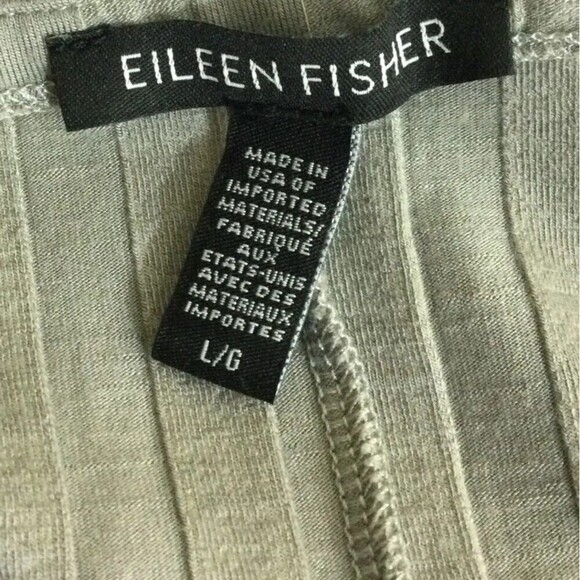 EILEEN FISHER
MADE IN
USA OF
IMPORTED
MATERIALS/
FABRIQUÉ
AUX
ETATS-UNIS
AVEC DES
MATERIAUX
IMPORTES
L/G